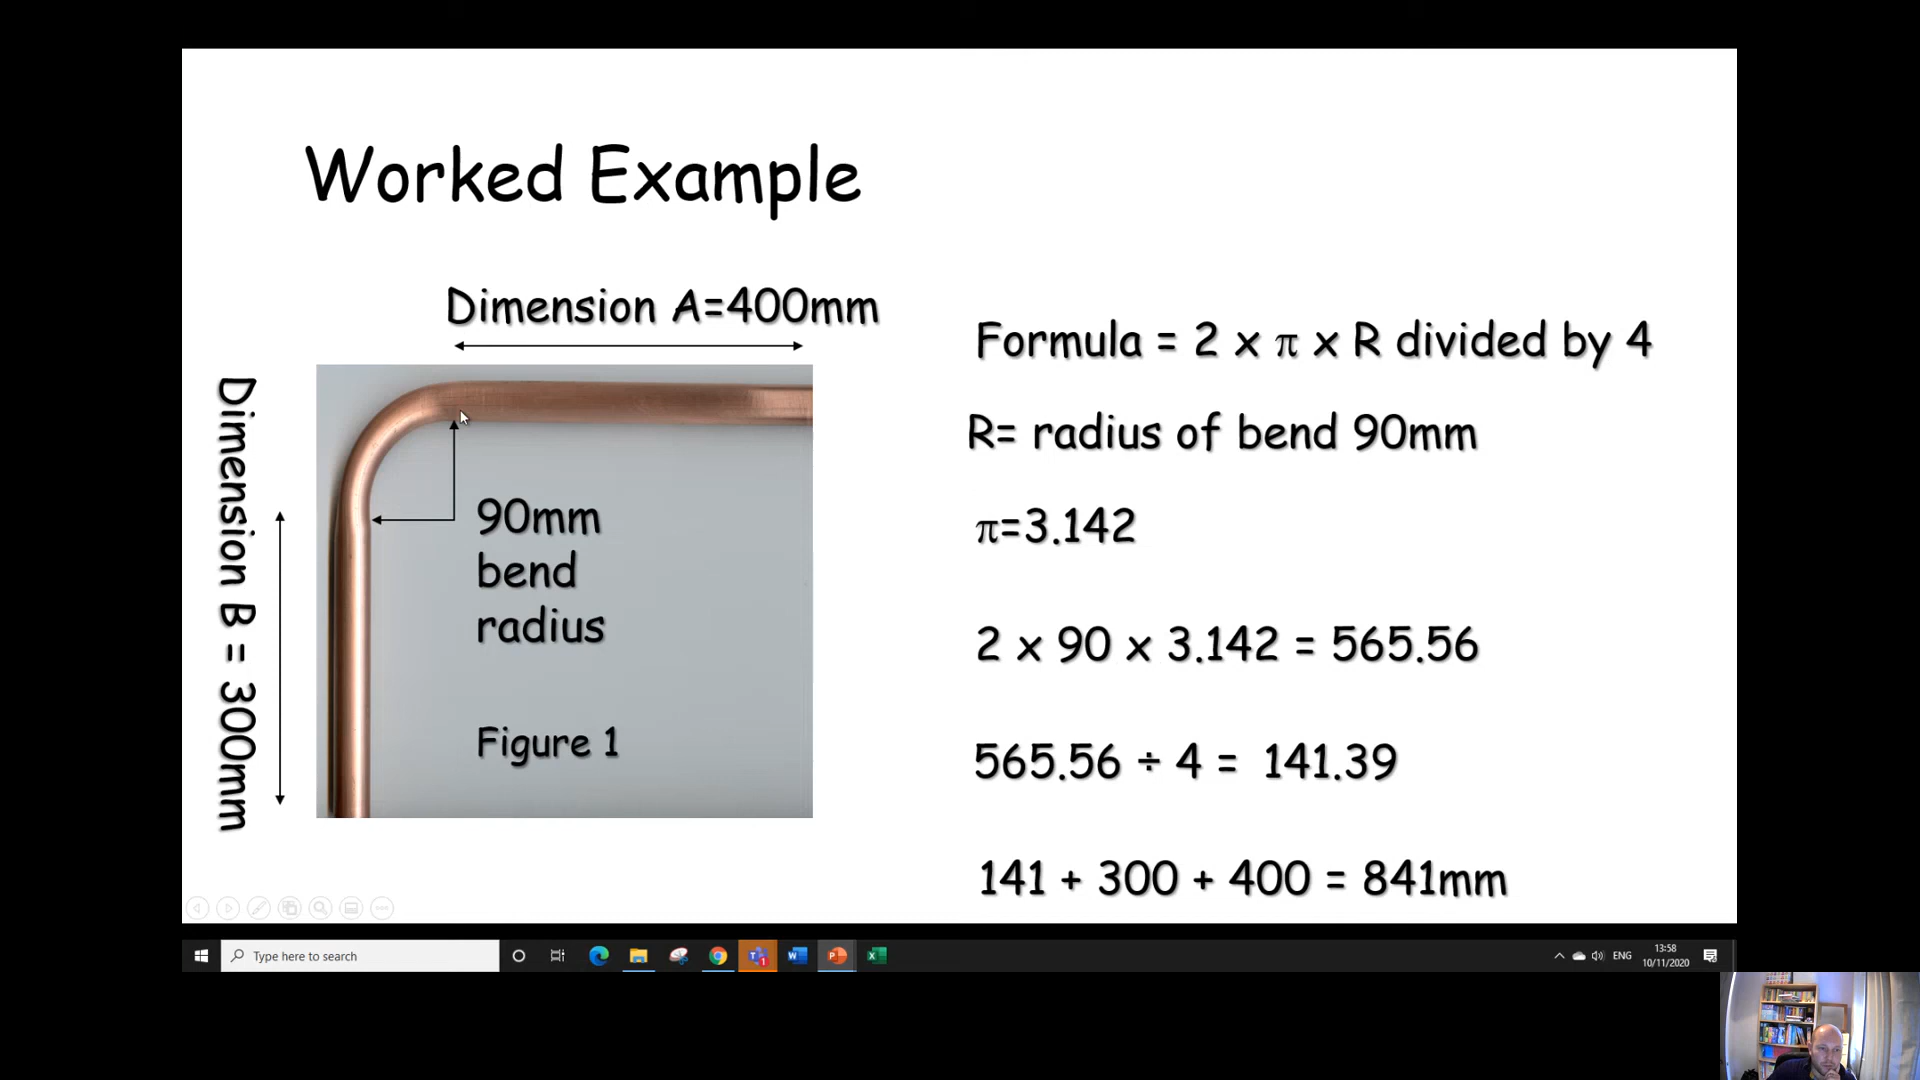 Worked Example
Dimension A=400mm
Dimension B = 300mm
90mm
bend
radius
Figure 1
Formula = 2 x π x R divided by 4
R= radius of bend 90mm
π=3.142
2 x 90 x 3.142 = 565.56
565.56 ÷ 4 = 141.39
141 + 300 + 400 = 841mm
Type here to search
ENG
13:58
10/11/2020